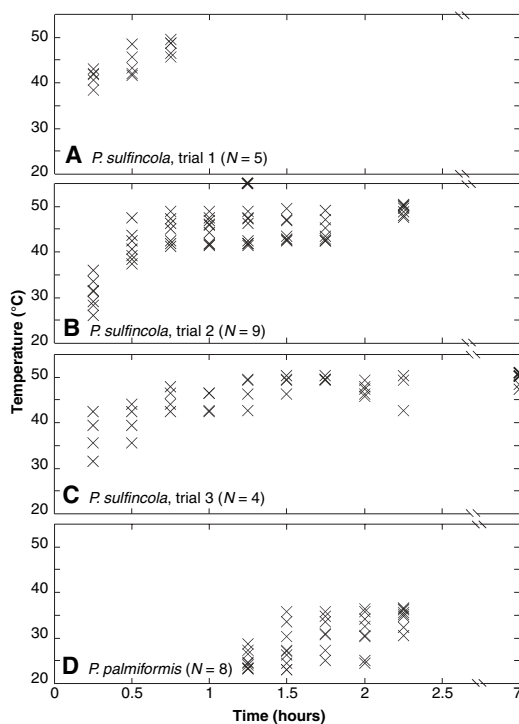 50
40
30
20
A P. sulfincola, trial 1 (N = 5)
50
40
30
20
B P. sulfincola, trial 2 (N = 9)
50
40
30
20
C P. sulfincola, trial 3 (N = 4)
50
40
30
20
D P. palmiformis (N = 8)
Temperature (°C)
0 0.5 1.0 1.5 2.0 2.5 7
Time (hours)